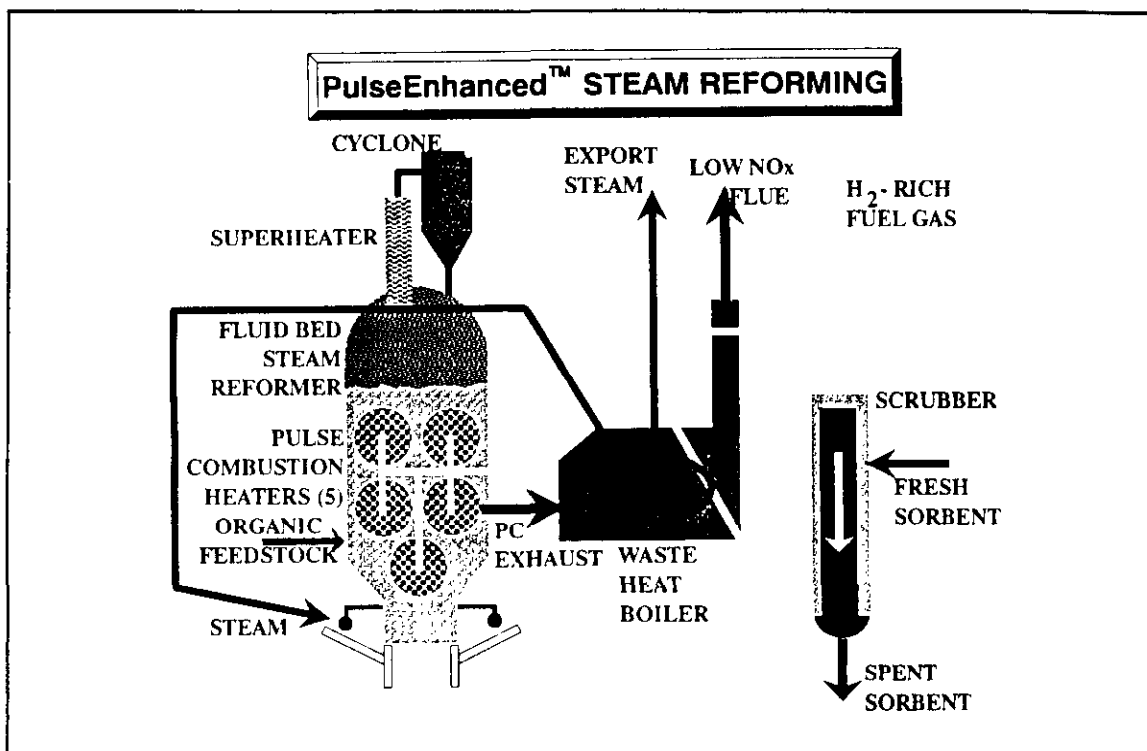 PulseEnhanced™ STEAM REFORMING
CYCLONE
EXPORT
STEAM
LOW NOx
FLUE
H2- RICH
FUEL GAS
SUPERHEATER
FLUID BED
STEAM
REFORMER
PULSE
COMBUSTION
HEATERS (5)
ORGANIC
FEEDSTOCK
STEAM
PC
EXHAUST
WASTE
HEAT
BOILER
SCRUBBER
FRESH
SORBENT
SPENT
SORBENT